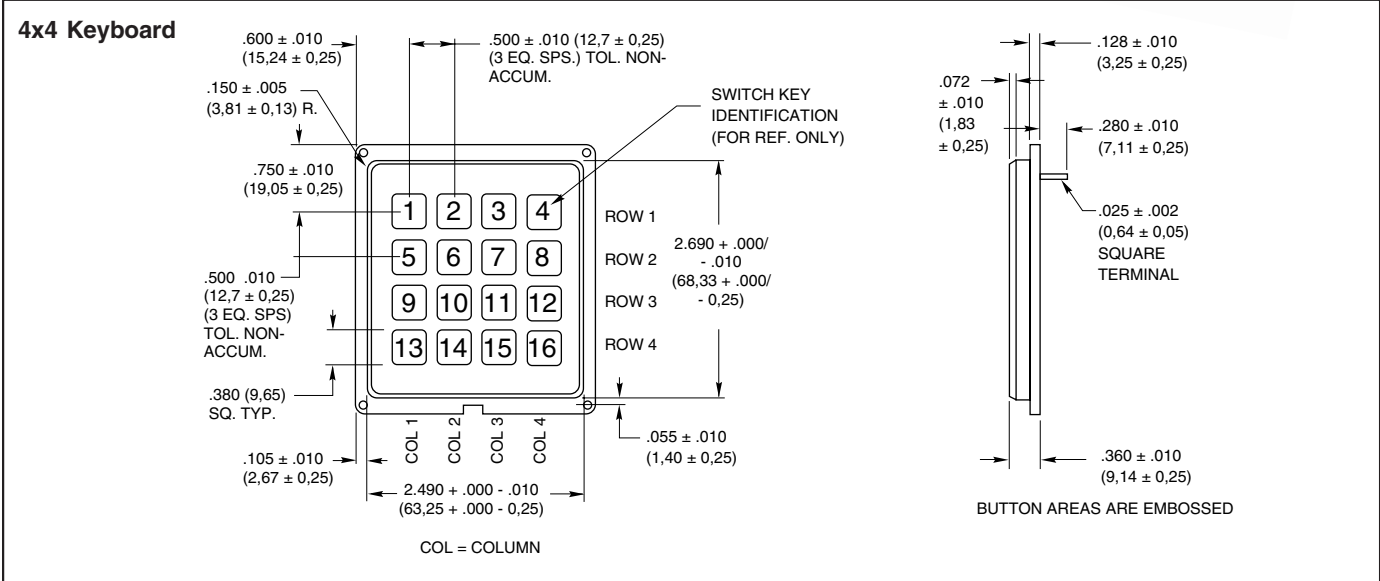 4x4 Keyboard
.600 ± .010
(15,24 ± 0,25)
.500 ± .010 (12,7 ± 0,25)
(3 EQ. SPS.) TOL. NON-
ACCUM.
.150 ± .005
(3,81 ± 0,13) R.
SWITCH KEY
IDENTIFICATION
(FOR REF. ONLY)
.750 ± .010
(19,05 ± 0,25)
1 2 3 4
ROW 1
5 6 7 8
ROW 2
9 10 11 12
ROW 3
13 14 15 16
ROW 4
2.690 + .000/
- .010
(68,33 + .000/
- 0,25)
.500 .010
(12,7 ± 0,25)
(3 EQ. SPS)
TOL. NON-
ACCUM.
.380 (9,65)
SQ. TYP.
COL 1
COL 2
COL 3
COL 4
.055 ± .010
(1,40 ± 0,25)
.105 ± .010
(2,67 ± 0,25)
2.490 + .000 - .010
(63,25 + .000 - 0,25)
COL = COLUMN
.128 ± .010
(3,25 ± 0,25)
.072
± .010
(1,83
± 0,25)
.280 ± .010
(7,11 ± 0,25)
.025 ± .002
(0,64 ± 0,05)
SQUARE
TERMINAL
.360 ± .010
(9,14 ± 0,25)
BUTTON AREAS ARE EMBOSSED